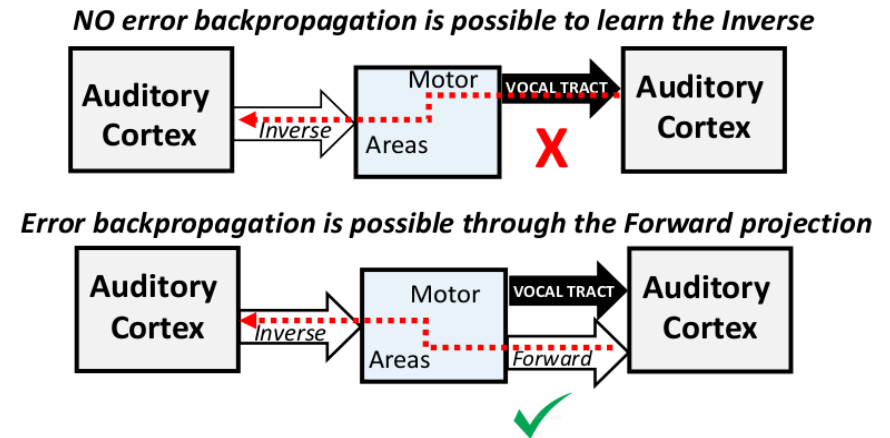 NO error backpropagation is possible to learn the Inverse
Auditory
Cortex
Inverse
Motor
Areas
VOCAL TRACT
X
Auditory
Cortex
Error backpropagation is possible through the Forward projection
Auditory
Cortex
Inverse
Motor
Areas
VOCAL TRACT
Forward
Auditory
Cortex